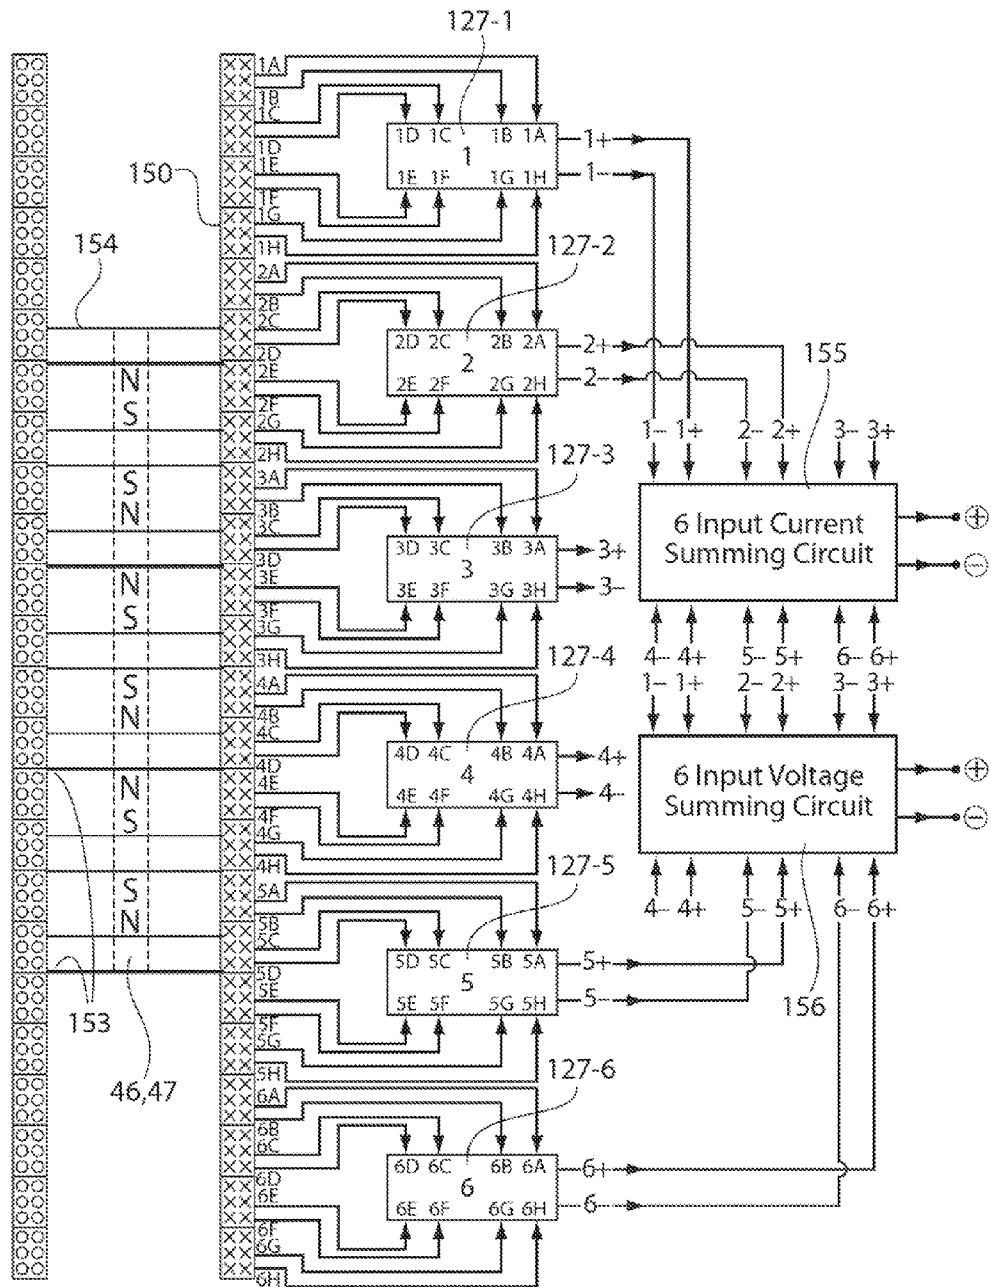 127-1
1A
1B
1C
1D
1E
1F
1G
1H
1D 1C 1B 1A
1
1E 1F 1G 1H
1+
1-
150
154
127-2
2A
2B
2C
2D
2E
2F
2G
2H
2D 2C 2B 2A
2
2E 2F 2G 2H
2+
2-
155
N
S
S
N
N
S
S
N
N
S
S
N
127-3
3A
3B
3C
3D
3E
3F
3G
3H
3D 3C 3B 3A
3
3E 3F 3G 3H
3+
3-
1- 1+ 2- 2+ 3- 3+
6 Input Current
Summing Circuit
+
-
4- 4+ 5- 5+ 6- 6+
127-4
4A
4B
4C
4D
4E
4F
4G
4H
4D 4C 4B 4A
4
4E 4F 4G 4H
4+
4-
1- 1+ 2- 2+ 3- 3+
6 Input Voltage
Summing Circuit
+
-
4- 4+ 5- 5+ 6- 6+
156
127-5
5A
5B
5C
5D
5E
5F
5G
5H
5D 5C 5B 5A
5
5E 5F 5G 5H
5+
5-
153
46,47
127-6
6A
6B
6C
6D
6E
6F
6G
6H
6D 6C 6B 6A
6
6E 6F 6G 6H
6+
6-